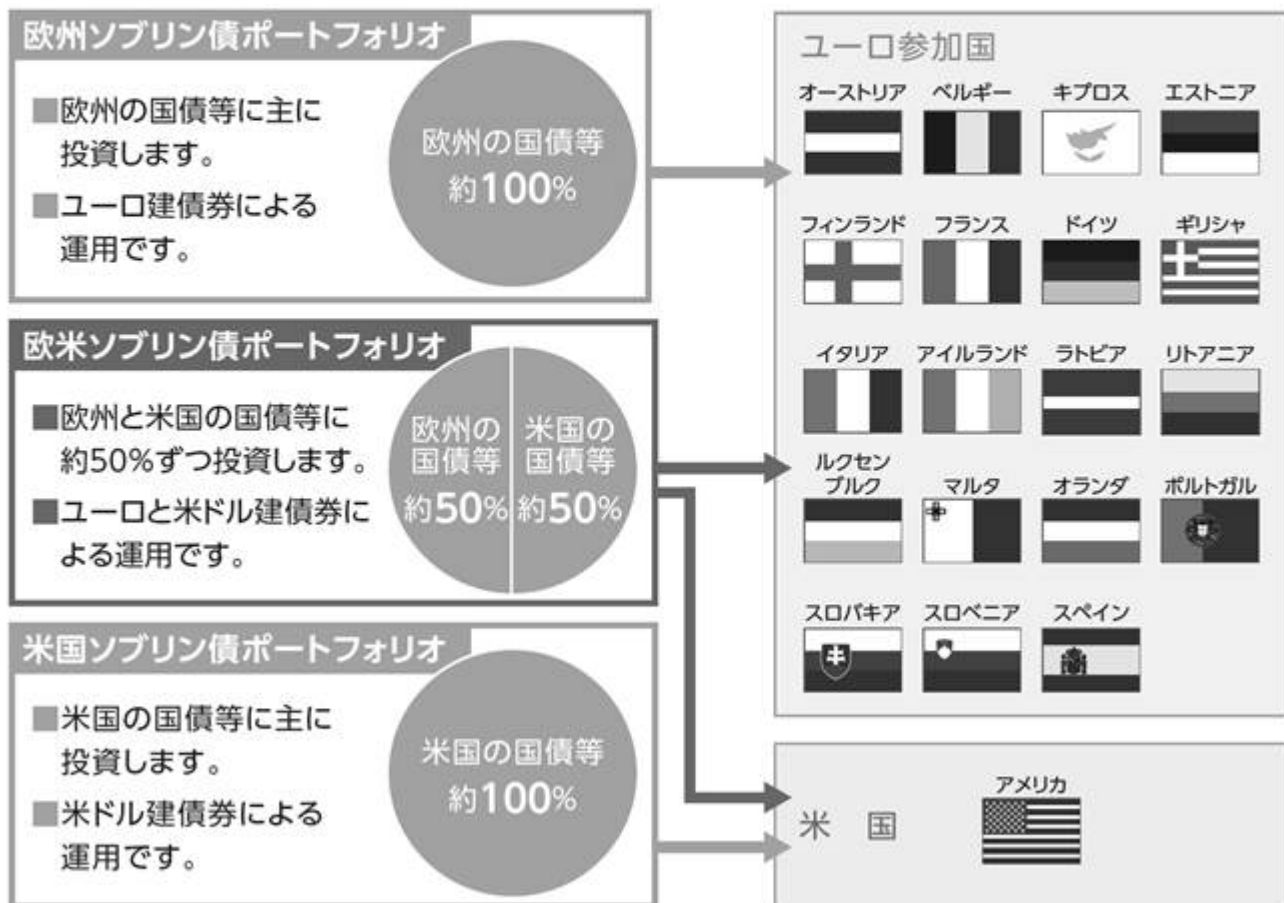 欧州ソブリン債ポートフォリオ
■欧州の国債等に主に
投資します。
■ユーロ建債券による
運用です。
欧州の国債等
約100%
欧米ソブリン債ポートフォリオ
■欧州と米国の国債等に
約50%ずつ投資します。
■ユーロと米ドル建債券に
よる運用です。
欧州の
国債等
約50%
米国の
国債等
約50%
米国ソブリン債ポートフォリオ
■米国の国債等に主に
投資します。
■米ドル建債券による
運用です。
米国の国債等
約100%
ユーロ参加国
オーストリア ベルギー キプロス エストニア
フィンランド フランス ドイツ ギリシャ
イタリア アイルランド ラトビア リトアニア
ルクセン
ブルク マルタ オランダ ポルトガル
スロバキア スロベニア スペイン
米 国
アメリカ